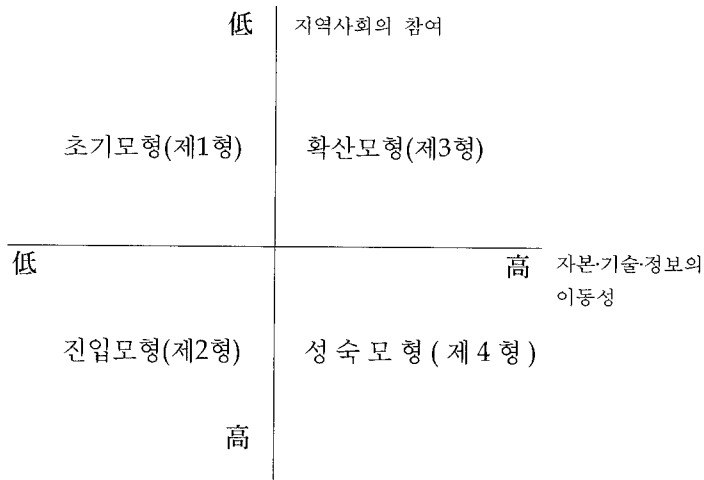 低 지역사회의 참여
초기모형(제1형) 확산모형(제3형)
低 高 자본·기술·정보의
이동성
진입모형(제2형) 성숙모형(제4형)
高